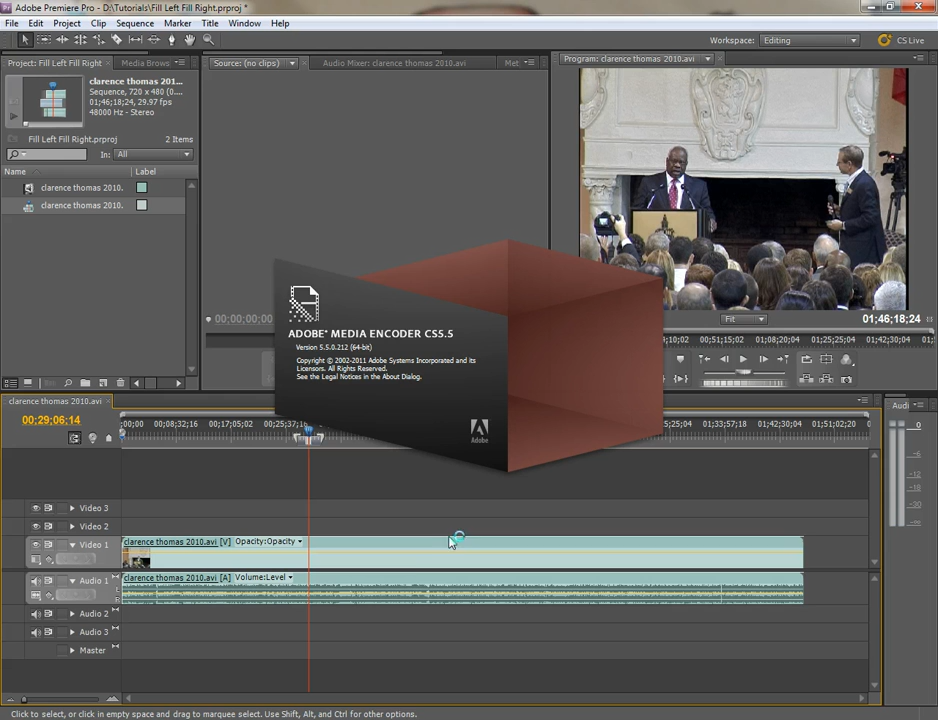 Adobe Premiere Pro - D:\Tutorials\Fill Left Fill Right.prproj *
File Edit Project Clip Sequence Marker Title Window Help
Workspace: Editing CS Live
Project: Fill Left Fill Right × Media Brows
Source: (no clips) Audio Mixer: clarence thomas 2010.avi Met
Program: clarence thomas 2010.avi
clarence thomas 201...
Sequence, 720 x 480 (0....
01;46;18;24, 29.97 fps
48000 Hz - Stereo
Fill Left Fill Right.prproj 2 Items
In: All
Name Label
clarence thomas 2010.
clarence thomas 2010.
ADOBE® MEDIA ENCODER CS5.5
Version 5.5.0.212 (64-bit)
Copyright © 2002-2011 Adobe Systems Incorporated and its
Licensors. All Rights Reserved.
See the Legal Notices in the About Dialog.
Adobe
00;00;00;00
Fit 01;46;18;24
00;51;15;02 01;08;20;02 01;25;25;04 01;42;30;04
clarence thomas 2010.avi ×
Audi
00;29;06;14
;00;00 00;08;32;16 00;17;05;02 00;25;37;1 5;25;04 01;33;57;18 01;42;30;04 01;51;02;20
0
-6
-12
-18
-30
Video 3
Video 2
Video 1 clarence thomas 2010.avi [V] Opacity:Opacity
Audio 1 clarence thomas 2010.avi [A] Volume:Level
Audio 2
Audio 3
Master
Click to select, or click in empty space and drag to marquee select. Use Shift, Alt, and Ctrl for other options.